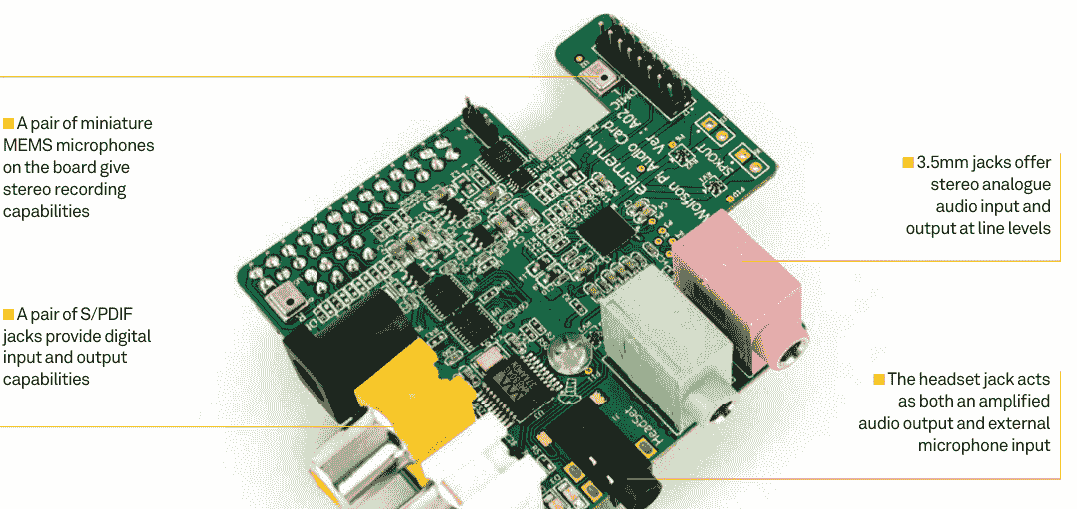 A pair of miniature
MEMS microphones
on the board give
stereo recording
capabilities
A pair of S/PDIF
jacks provide digital
input and output
capabilities
3.5mm jacks offer
stereo analogue
audio input and
output at line levels
The headset jack acts
as both an amplified
audio output and external
microphone input
Wolfson Pi
Audio Card
element14
Headset